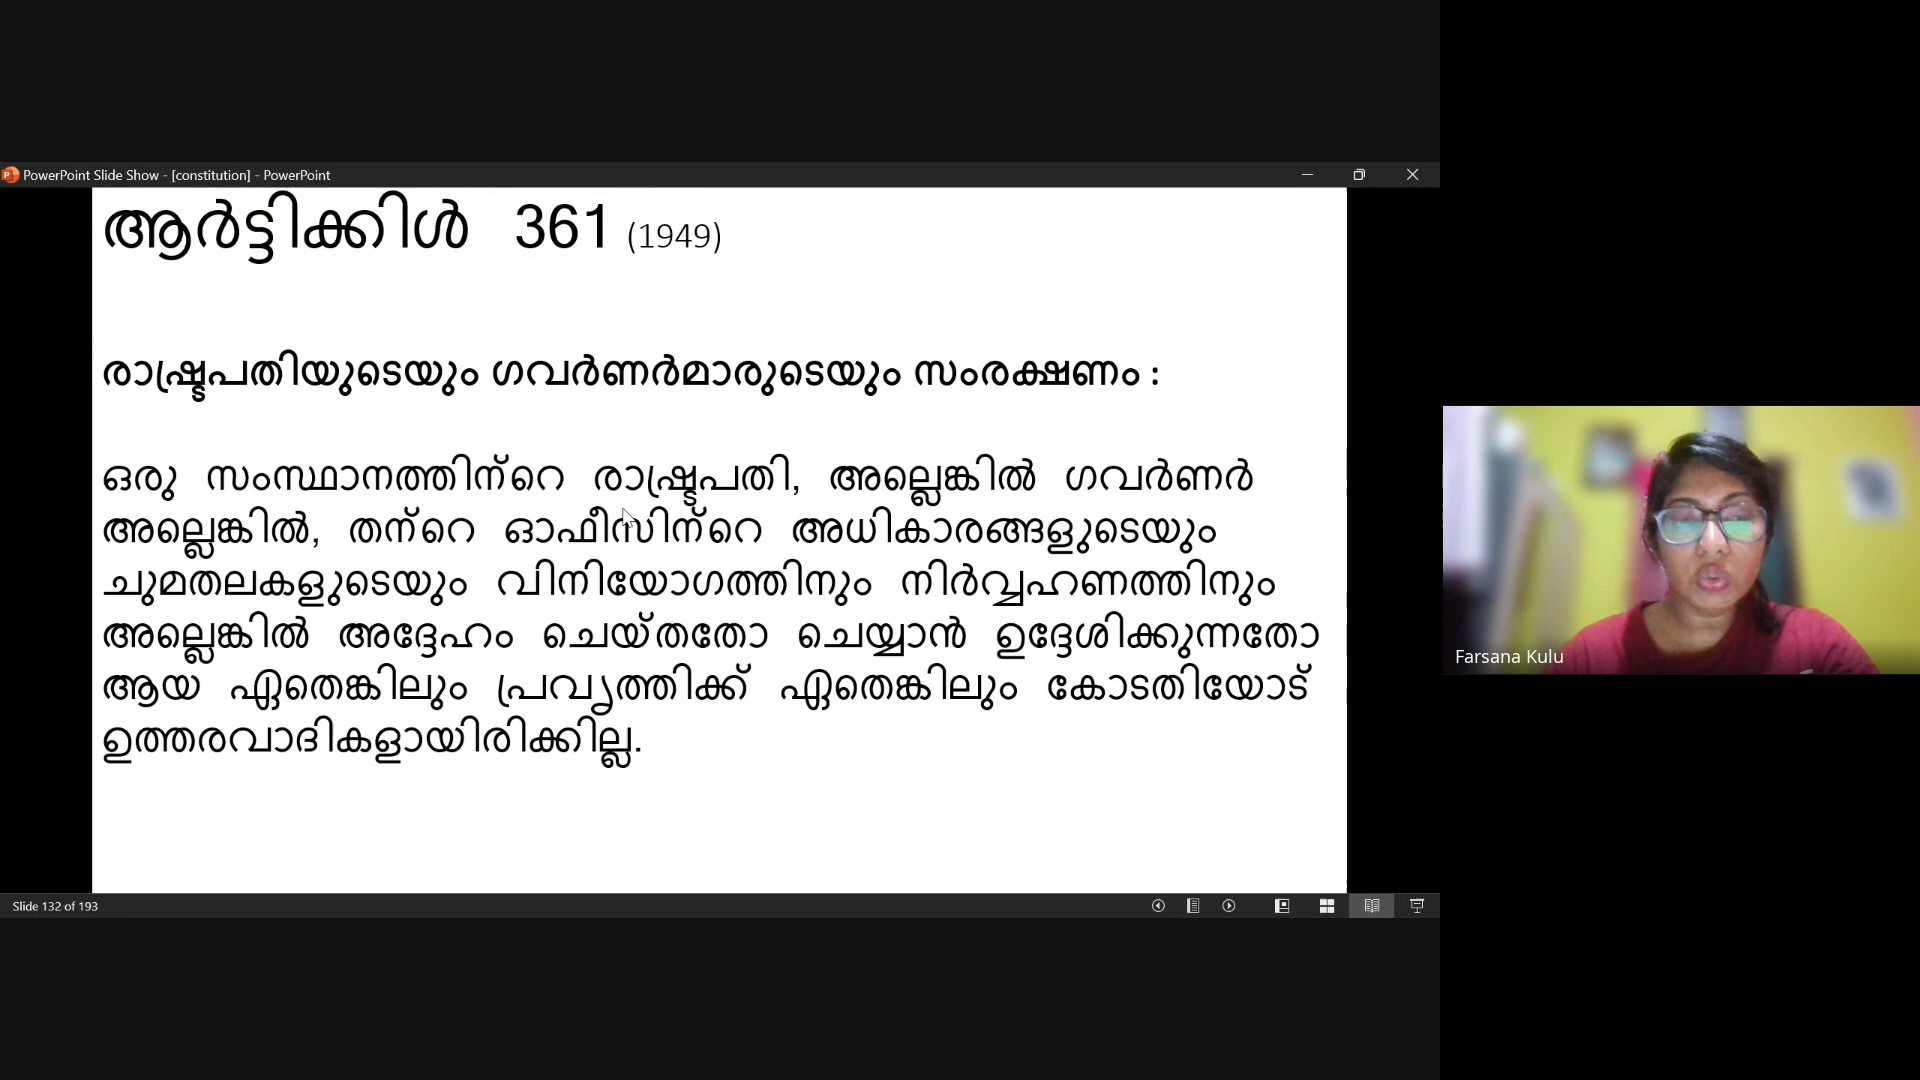 PowerPoint Slide Show - [constitution] - PowerPoint
ആർട്ടിക്കിൾ 361 (1949)
രാഷ്ട്രപതിയുടെയും ഗവർണർമാരുടെയും സംരക്ഷണം :
ഒരു സംസ്ഥാനത്തിന്റെ രാഷ്ട്രപതി, അല്ലെങ്കിൽ ഗവർണർ
അല്ലെങ്കിൽ, തന്റെ ഓഫീസിന്റെ അധികാരങ്ങളുടെയും
ചുമതലകളുടെയും വിനിയോഗത്തിനും നിർവ്വഹണത്തിനും
അല്ലെങ്കിൽ അദ്ദേഹം ചെയ്തതോ ചെയ്യാൻ ഉദ്ദേശിക്കുന്നതോ
ആയ ഏതെങ്കിലും പ്രവൃത്തിക്ക് ഏതെങ്കിലും കോടതിയോട്
ഉത്തരവാദികളായിരിക്കില്ല.
Farsana Kulu
Slide 132 of 193